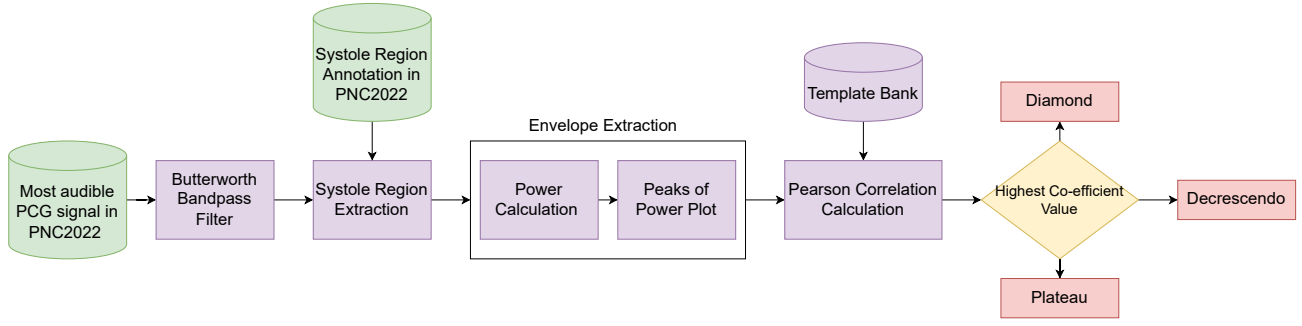 Most audible
PCG signal in
PNC2022
Butterworth
Bandpass
Filter
Systole Region
Annotation in
PNC2022
Systole Region
Extraction
Envelope Extraction
Power
Calculation
Peaks of
Power Plot
Template Bank
Pearson Correlation
Calculation
Highest Co-efficient
Value
Diamond
Decrescendo
Plateau